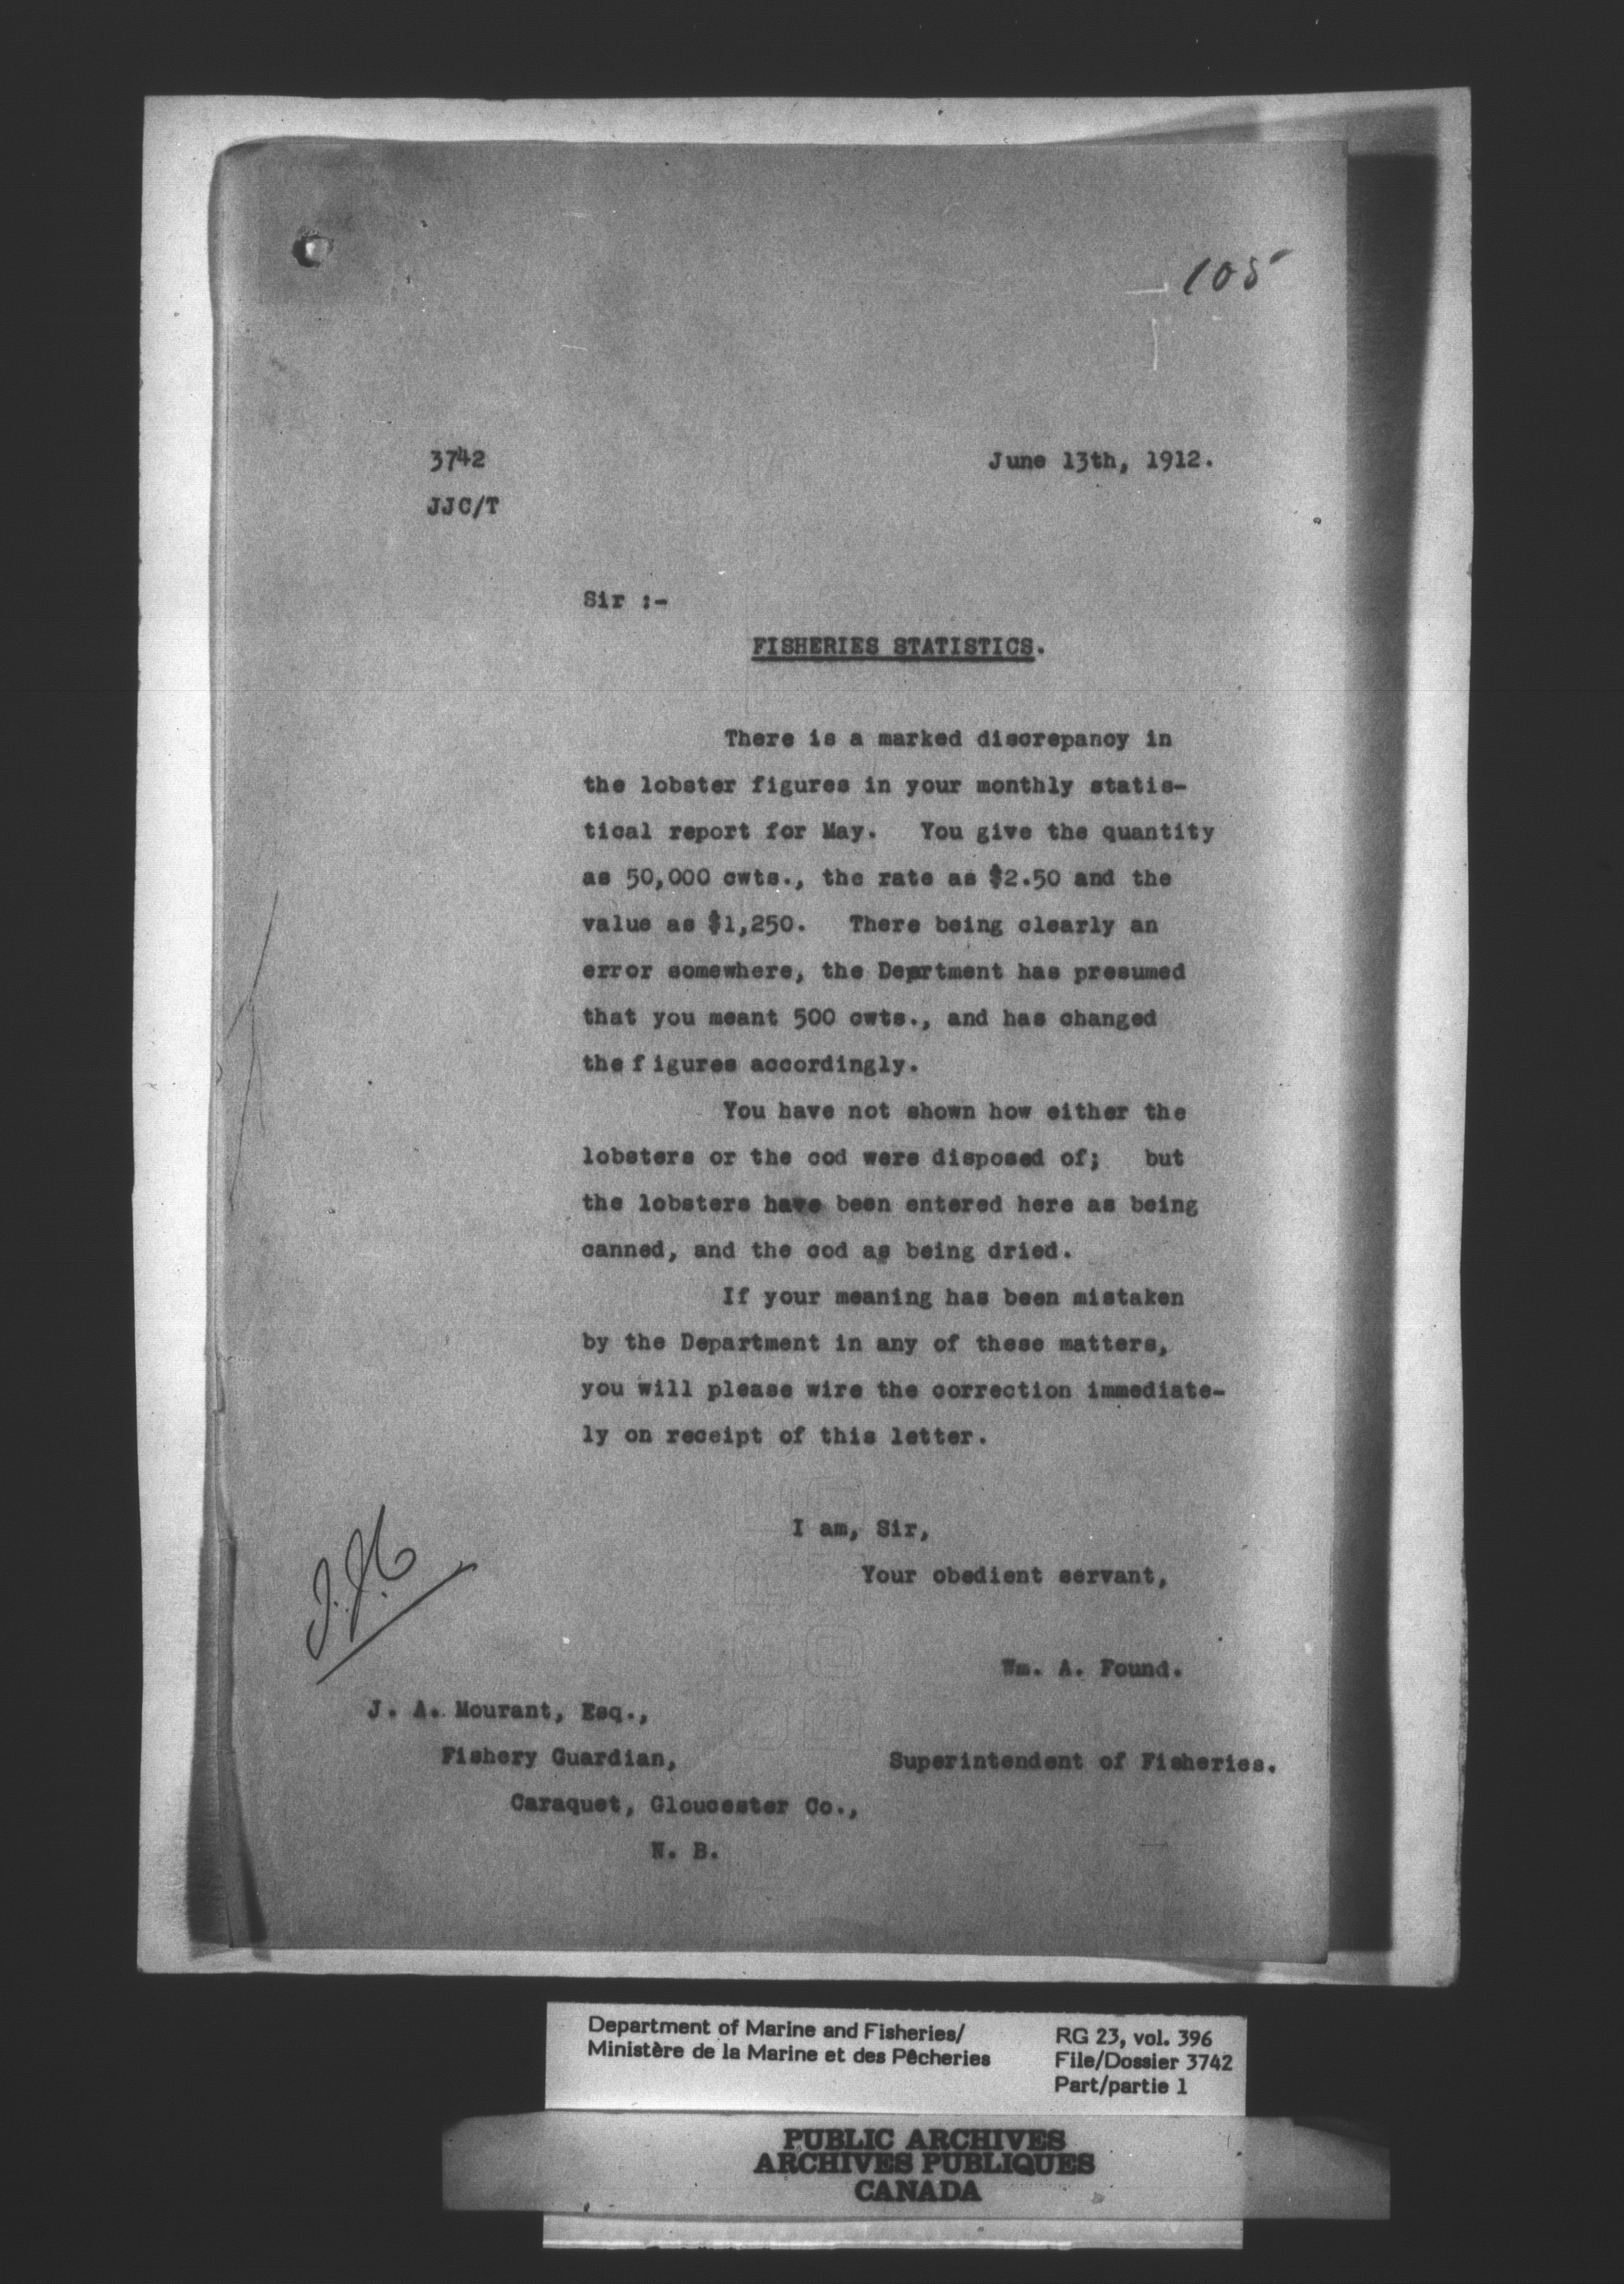 105
3742
June 13th, 1912.
JJC/T
Sir :-
FISHERIES STATISTICS.
There is a marked discrepancy in
the lobster figures in your monthly statis-
tical report for May. You give the quantity
as 50,000 cwts., the rate as $2.50 and the
value as $1,250. There being clearly an
error somewhere, the Department has presumed
that you meant 500 cwts., and has changed
the figures accordingly.
You have not shown how either the
lobsters or the cod were disposed of; but
the lobsters have been entered here as being
canned, and the cod as being dried.
If your meaning has been mistaken
by the Department in any of these matters,
you will please wire the correction immediate-
ly on receipt of this letter.
I am, Sir,
Your obedient servant,
Wm. A. Found.
J. A. Mourant, Esq.,
Fishery Guardian,
Superintendent of Fisheries.
Caraquet, Gloucester Co.,
N. B.
Department of Marine and Fisheries/
Ministère de la Marine et des Pêcheries
RG 23, vol. 396
File/Dossier 3742
Part/partie 1
PUBLIC ARCHIVES
ARCHIVES PUBLIQUES
CANADA